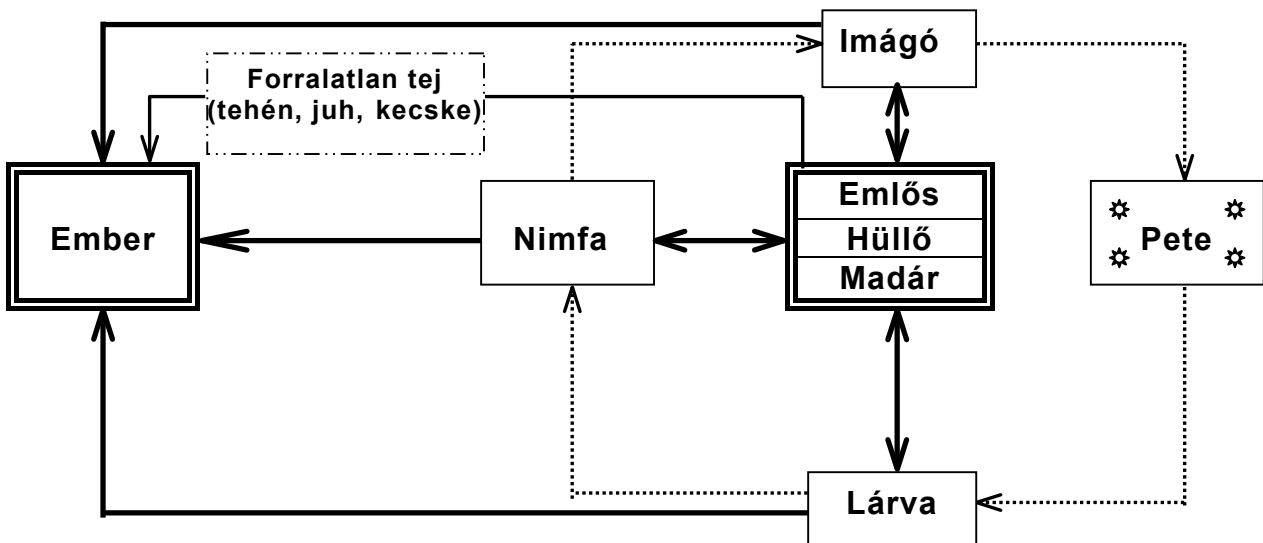 Imágó
Forralatlan tej
(tehén, juh, kecske)
Ember
Nimfa
Emlős
Hüllő
Madár
Pete
Lárva